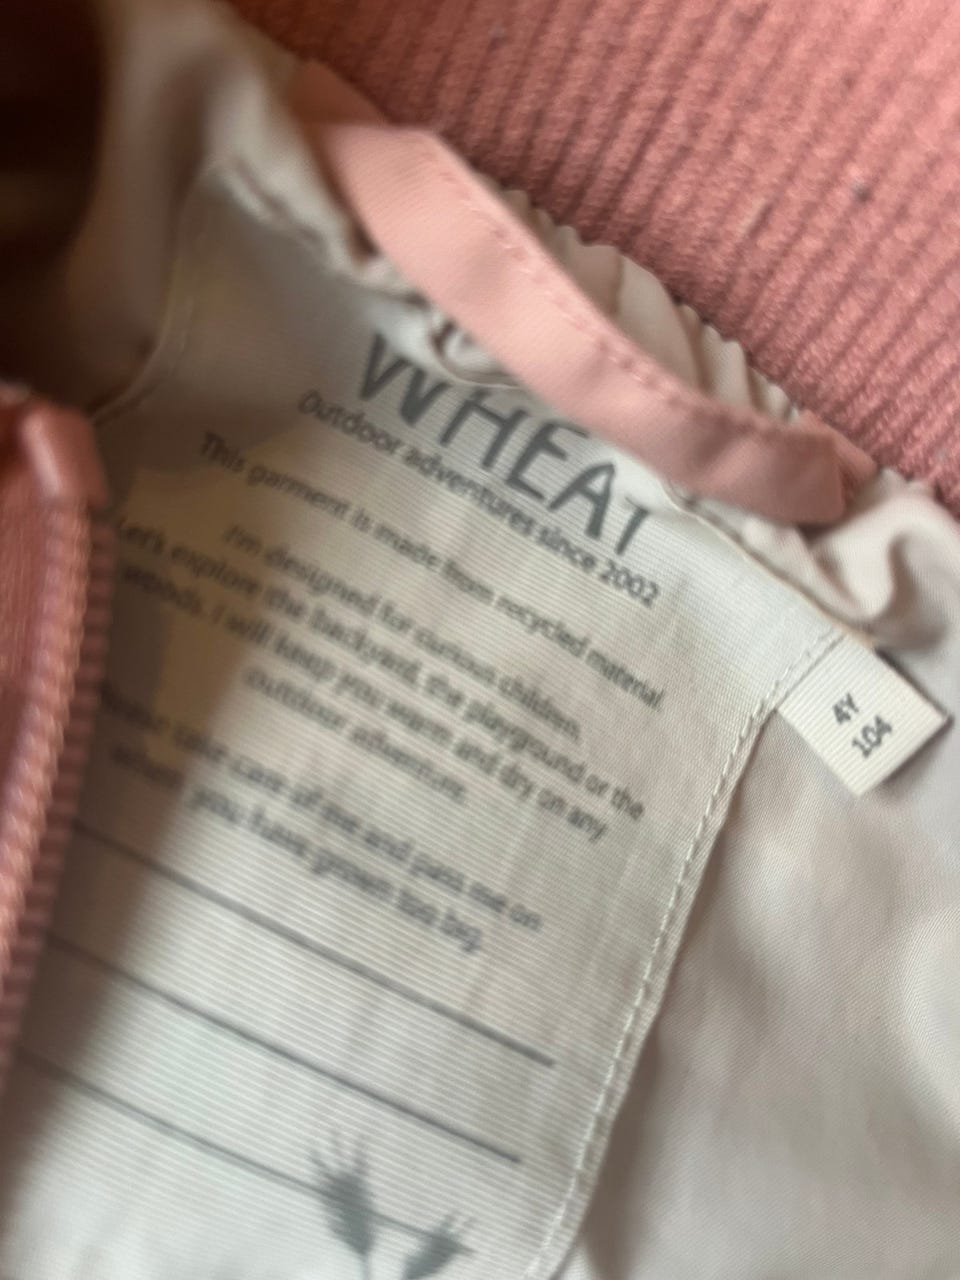 WHEAT
Outdoor adventures since 2002
This garment is made from recycled material.
I'm designed for curious children.
Let's explore the backyard, the playground or the
woods. I will keep you warm and dry on any
outdoor adventure.
take care of me and pass me on
when you have grown too big.
4Y
104